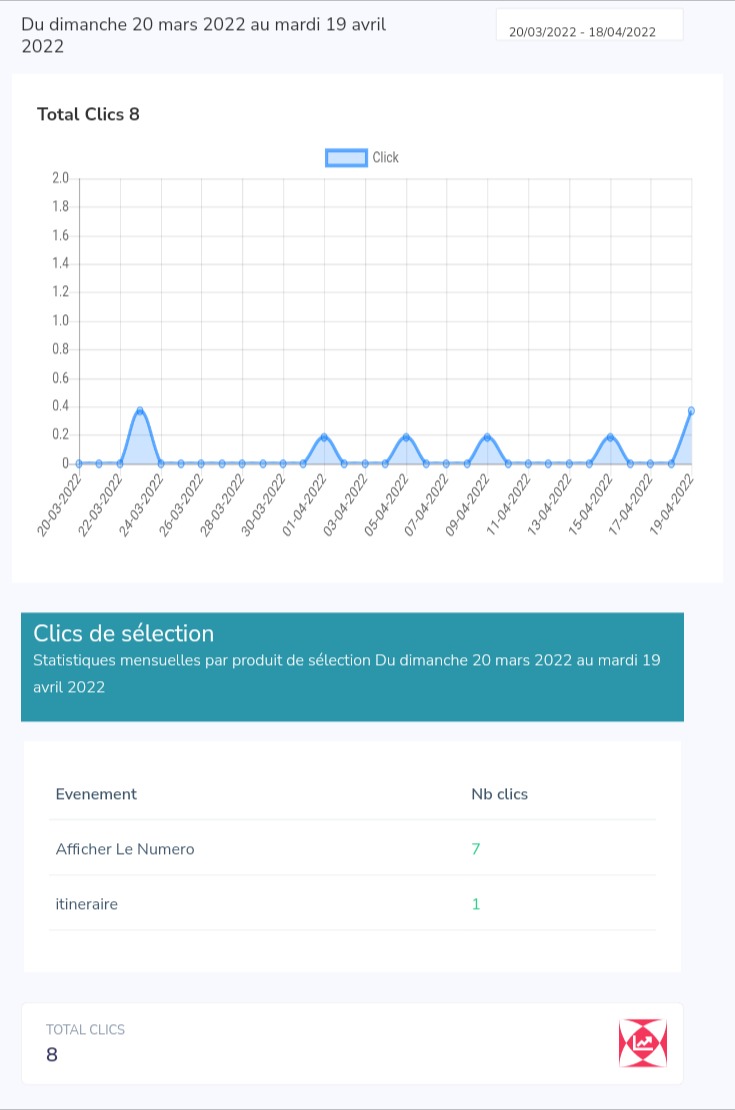 Du dimanche 20 mars 2022 au mardi 19 avril
2022
20/03/2022 - 18/04/2022
Total Clics 8
Click
2.0
1.8
1.6
1.4
1.2
1.0
0.8
0.6
0.4
0.2
0
20-03-2022
22-03-2022
24-03-2022
26-03-2022
28-03-2022
30-03-2022
01-04-2022
03-04-2022
05-04-2022
07-04-2022
09-04-2022
11-04-2022
13-04-2022
15-04-2022
17-04-2022
19-04-2022
Clics de sélection
Statistiques mensuelles par produit de sélection Du dimanche 20 mars 2022 au mardi 19
avril 2022
Evenement Nb clics
Afficher Le Numero 7
itineraire 1
TOTAL CLICS
8